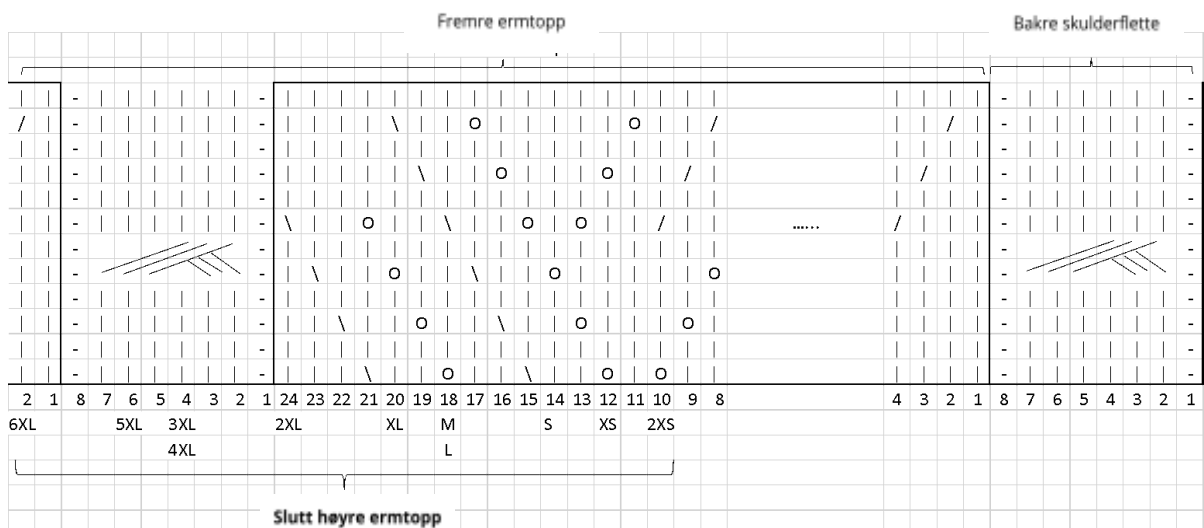 Fremre ermtopp
Bakre skulderflette
2 1 8 7 6 5 4 3 2 1 24 23 22 21 20 19 18 17 16 15 14 13 12 11 10 9 8 4 3 2 1 8 7 6 5 4 3 2 1
6XL 5XL 3XL 2XL XL M S XS 2XS
4XL L
Slutt høyre ermtopp